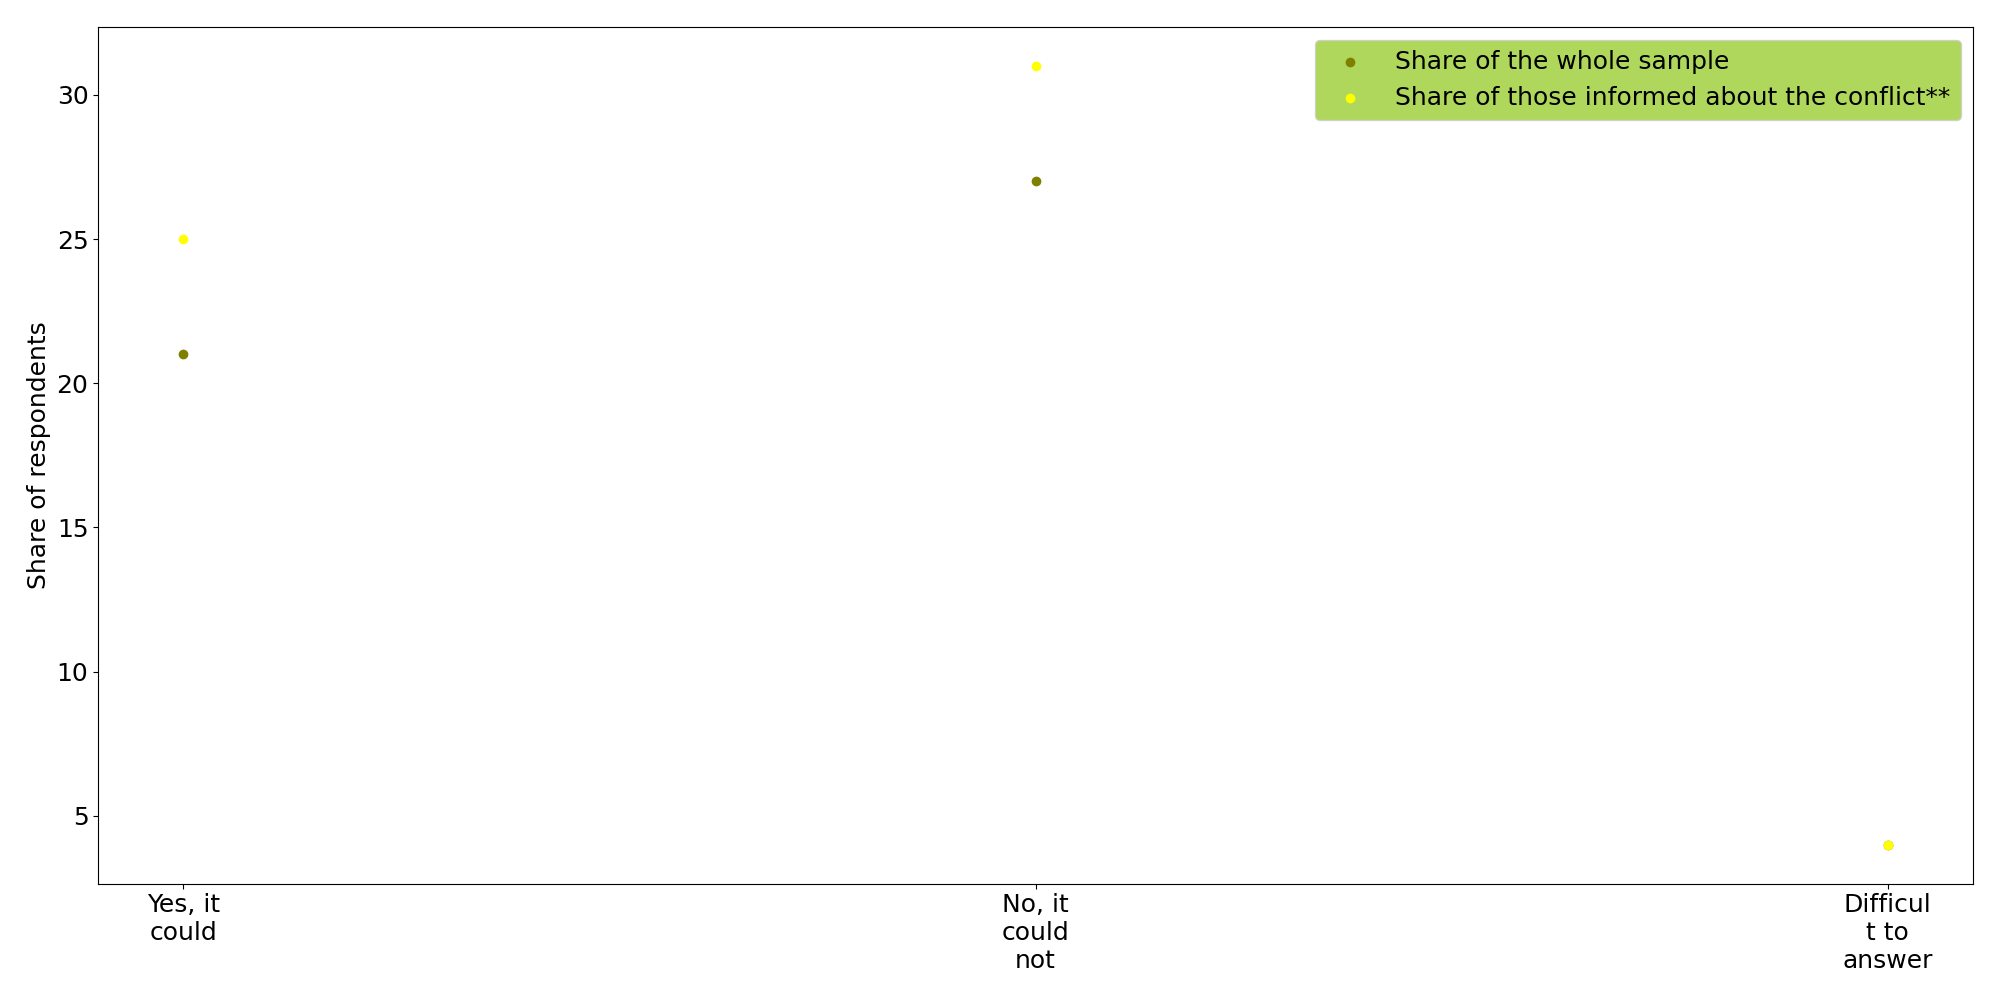 Share of the whole sample
Share of those informed about the conflict**
Share of respondents
30
25
20
15
10
5
Yes, it
could
No, it
could
not
Difficul
t to
answer